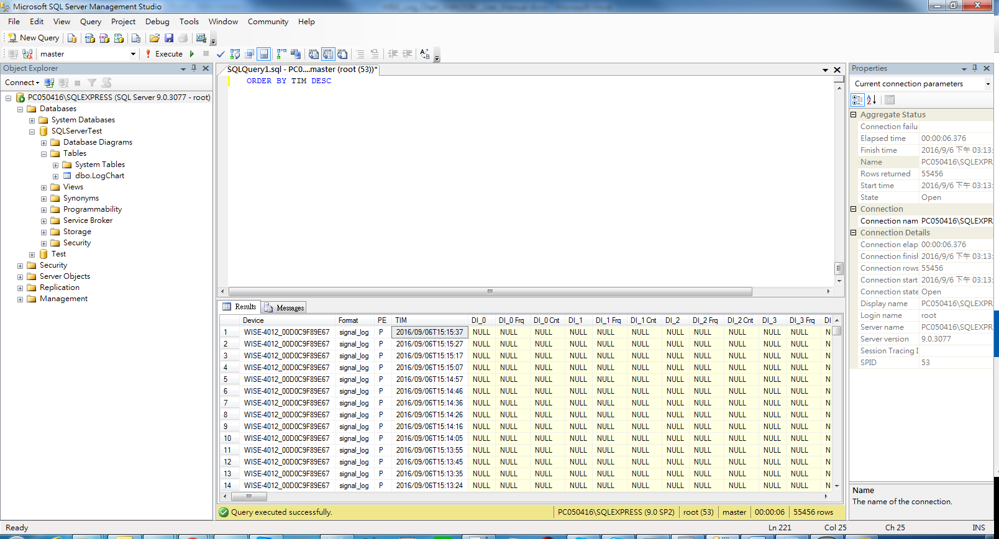 Microsoft SQL Server Management Studio
File Edit View Query Project Debug Tools Window Community Help
New Query
master Execute
Object Explorer
Connect
PC050416\SQLEXPRESS (SQL Server 9.0.3077 - root)
Databases
System Databases
SQLServerTest
Database Diagrams
Tables
System Tables
dbo.LogChart
Views
Synonyms
Programmability
Service Broker
Storage
Security
Test
Security
Server Objects
Replication
Management
SQLQuery1.sql - PC0....master (root (53))*
ORDER BY TIM DESC
Results Messages
Device Format PE TIM DI_0 DI_0 Frq DI_0 Cnt DI_1 DI_1 Frq DI_1 Cnt DI_2 DI_2 Frq DI_2 Cnt DI_3 DI_3 Frq DI
1 WISE-4012_00D0C9F89E67 signal_log P 2016/09/06T15:15:37 NULL NULL NULL NULL NULL NULL NULL NULL NULL NULL NULL N
2 WISE-4012_00D0C9F89E67 signal_log P 2016/09/06T15:15:27 NULL NULL NULL NULL NULL NULL NULL NULL NULL NULL NULL N
3 WISE-4012_00D0C9F89E67 signal_log P 2016/09/06T15:15:17 NULL NULL NULL NULL NULL NULL NULL NULL NULL NULL NULL N
4 WISE-4012_00D0C9F89E67 signal_log P 2016/09/06T15:15:07 NULL NULL NULL NULL NULL NULL NULL NULL NULL NULL NULL N
5 WISE-4012_00D0C9F89E67 signal_log P 2016/09/06T15:14:57 NULL NULL NULL NULL NULL NULL NULL NULL NULL NULL NULL N
6 WISE-4012_00D0C9F89E67 signal_log P 2016/09/06T15:14:46 NULL NULL NULL NULL NULL NULL NULL NULL NULL NULL NULL N
7 WISE-4012_00D0C9F89E67 signal_log P 2016/09/06T15:14:36 NULL NULL NULL NULL NULL NULL NULL NULL NULL NULL NULL N
8 WISE-4012_00D0C9F89E67 signal_log P 2016/09/06T15:14:26 NULL NULL NULL NULL NULL NULL NULL NULL NULL NULL NULL N
9 WISE-4012_00D0C9F89E67 signal_log P 2016/09/06T15:14:16 NULL NULL NULL NULL NULL NULL NULL NULL NULL NULL NULL N
10 WISE-4012_00D0C9F89E67 signal_log P 2016/09/06T15:14:05 NULL NULL NULL NULL NULL NULL NULL NULL NULL NULL NULL N
11 WISE-4012_00D0C9F89E67 signal_log P 2016/09/06T15:13:55 NULL NULL NULL NULL NULL NULL NULL NULL NULL NULL NULL N
12 WISE-4012_00D0C9F89E67 signal_log P 2016/09/06T15:13:45 NULL NULL NULL NULL NULL NULL NULL NULL NULL NULL NULL N
13 WISE-4012_00D0C9F89E67 signal_log P 2016/09/06T15:13:35 NULL NULL NULL NULL NULL NULL NULL NULL NULL NULL NULL N
14 WISE-4012_00D0C9F89E67 signal_log P 2016/09/06T15:13:24 NULL NULL NULL NULL NULL NULL NULL NULL NULL NULL NULL N
Query executed successfully. PC050416\SQLEXPRESS (9.0 SP2) root (53) master 00:00:06 55456 rows
Properties
Current connection parameters
Aggregate Status
Connection failu
Elapsed time 00:00:06.376
Finish time 2016/9/6 下午 03:13:
Name PC050416\SQLEXPR
Rows returned 55456
Start time 2016/9/6 下午 03:13:
State Open
Connection
Connection nam PC050416\SQLEXPR
Connection Details
Connection elap 00:00:06.376
Connection finish 2016/9/6 下午 03:13:
Connection rows 55456
Connection start 2016/9/6 下午 03:13:
Connection state Open
Display name PC050416\SQLEXPR
Login name root
Server name PC050416\SQLEXPR
Server version 9.0.3077
Session Tracing I
SPID 53
Name
The name of the connection.
Ready Ln 221 Col 25 Ch 25 INS